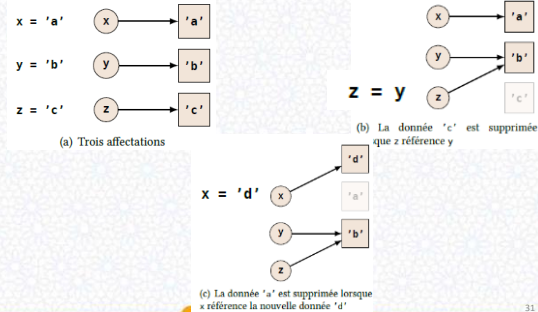 x = 'a' x 'a'
y = 'b' y 'b'
z = 'c' z 'c'
(a) Trois affectations
x 'a'
y 'b'
z = y z 'c'
(b) La donnée 'c' est supprimée
que z référence y
'd'
x = 'd' x 'a'
y 'b'
z
(c) La donnée 'a' est supprimée lorsque
x référence la nouvelle donnée 'd'
31